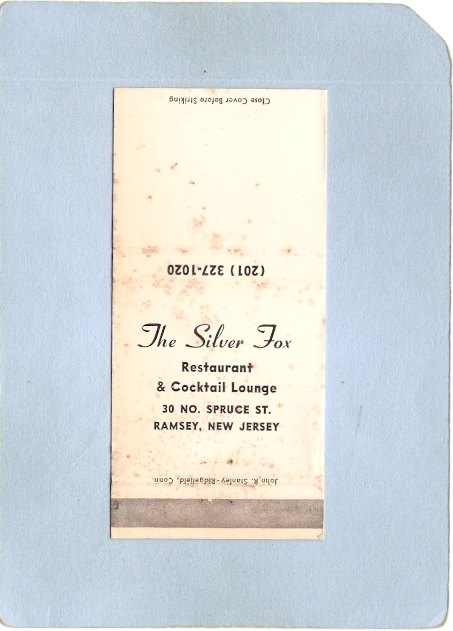 Close Cover Before Striking
(201) 327-1020
The Silver Fox
Restaurant
& Cocktail Lounge
30 NO. SPRUCE ST.
RAMSEY, NEW JERSEY
John R. Stanley-Ridgefield, Conn.